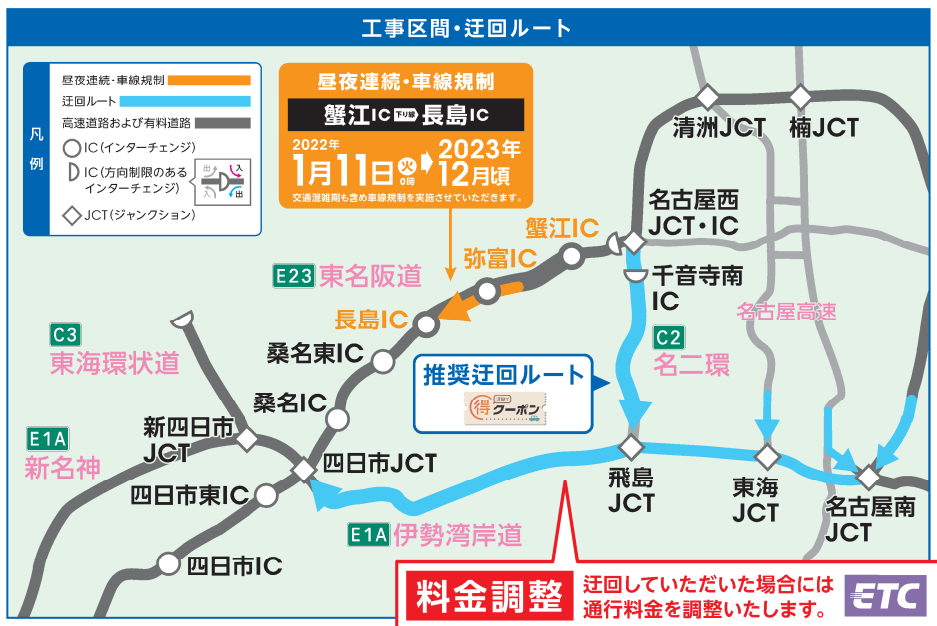 工事区間・迂回ルート
凡例
昼夜連続・車線規制
迂回ルート
高速道路および有料道路
IC(インターチェンジ)
IC(方向制限のある
インターチェンジ)
出 入
入 出
JCT(ジャンクション)
昼夜連続・車線規制
蟹江IC 下り線 長島IC
2022年
1月11日火0時
2023年
12月頃
交通混雑期も含め車線規制を実施させていただきます。
清洲JCT
楠JCT
名古屋西
JCT・IC
蟹江IC
弥富IC
千音寺南
IC
E23 東名阪道
長島IC
名古屋高速
C2
名二環
C3
東海環状道
桑名東IC
推奨迂回ルート
得クーポン
桑名IC
新四日市
JCT
E1A
新名神
四日市JCT
四日市東IC
飛島
JCT
東海
JCT
名古屋南
JCT
E1A 伊勢湾岸道
四日市IC
料金調整
迂回していただいた場合には
通行料金を調整いたします。
ETC